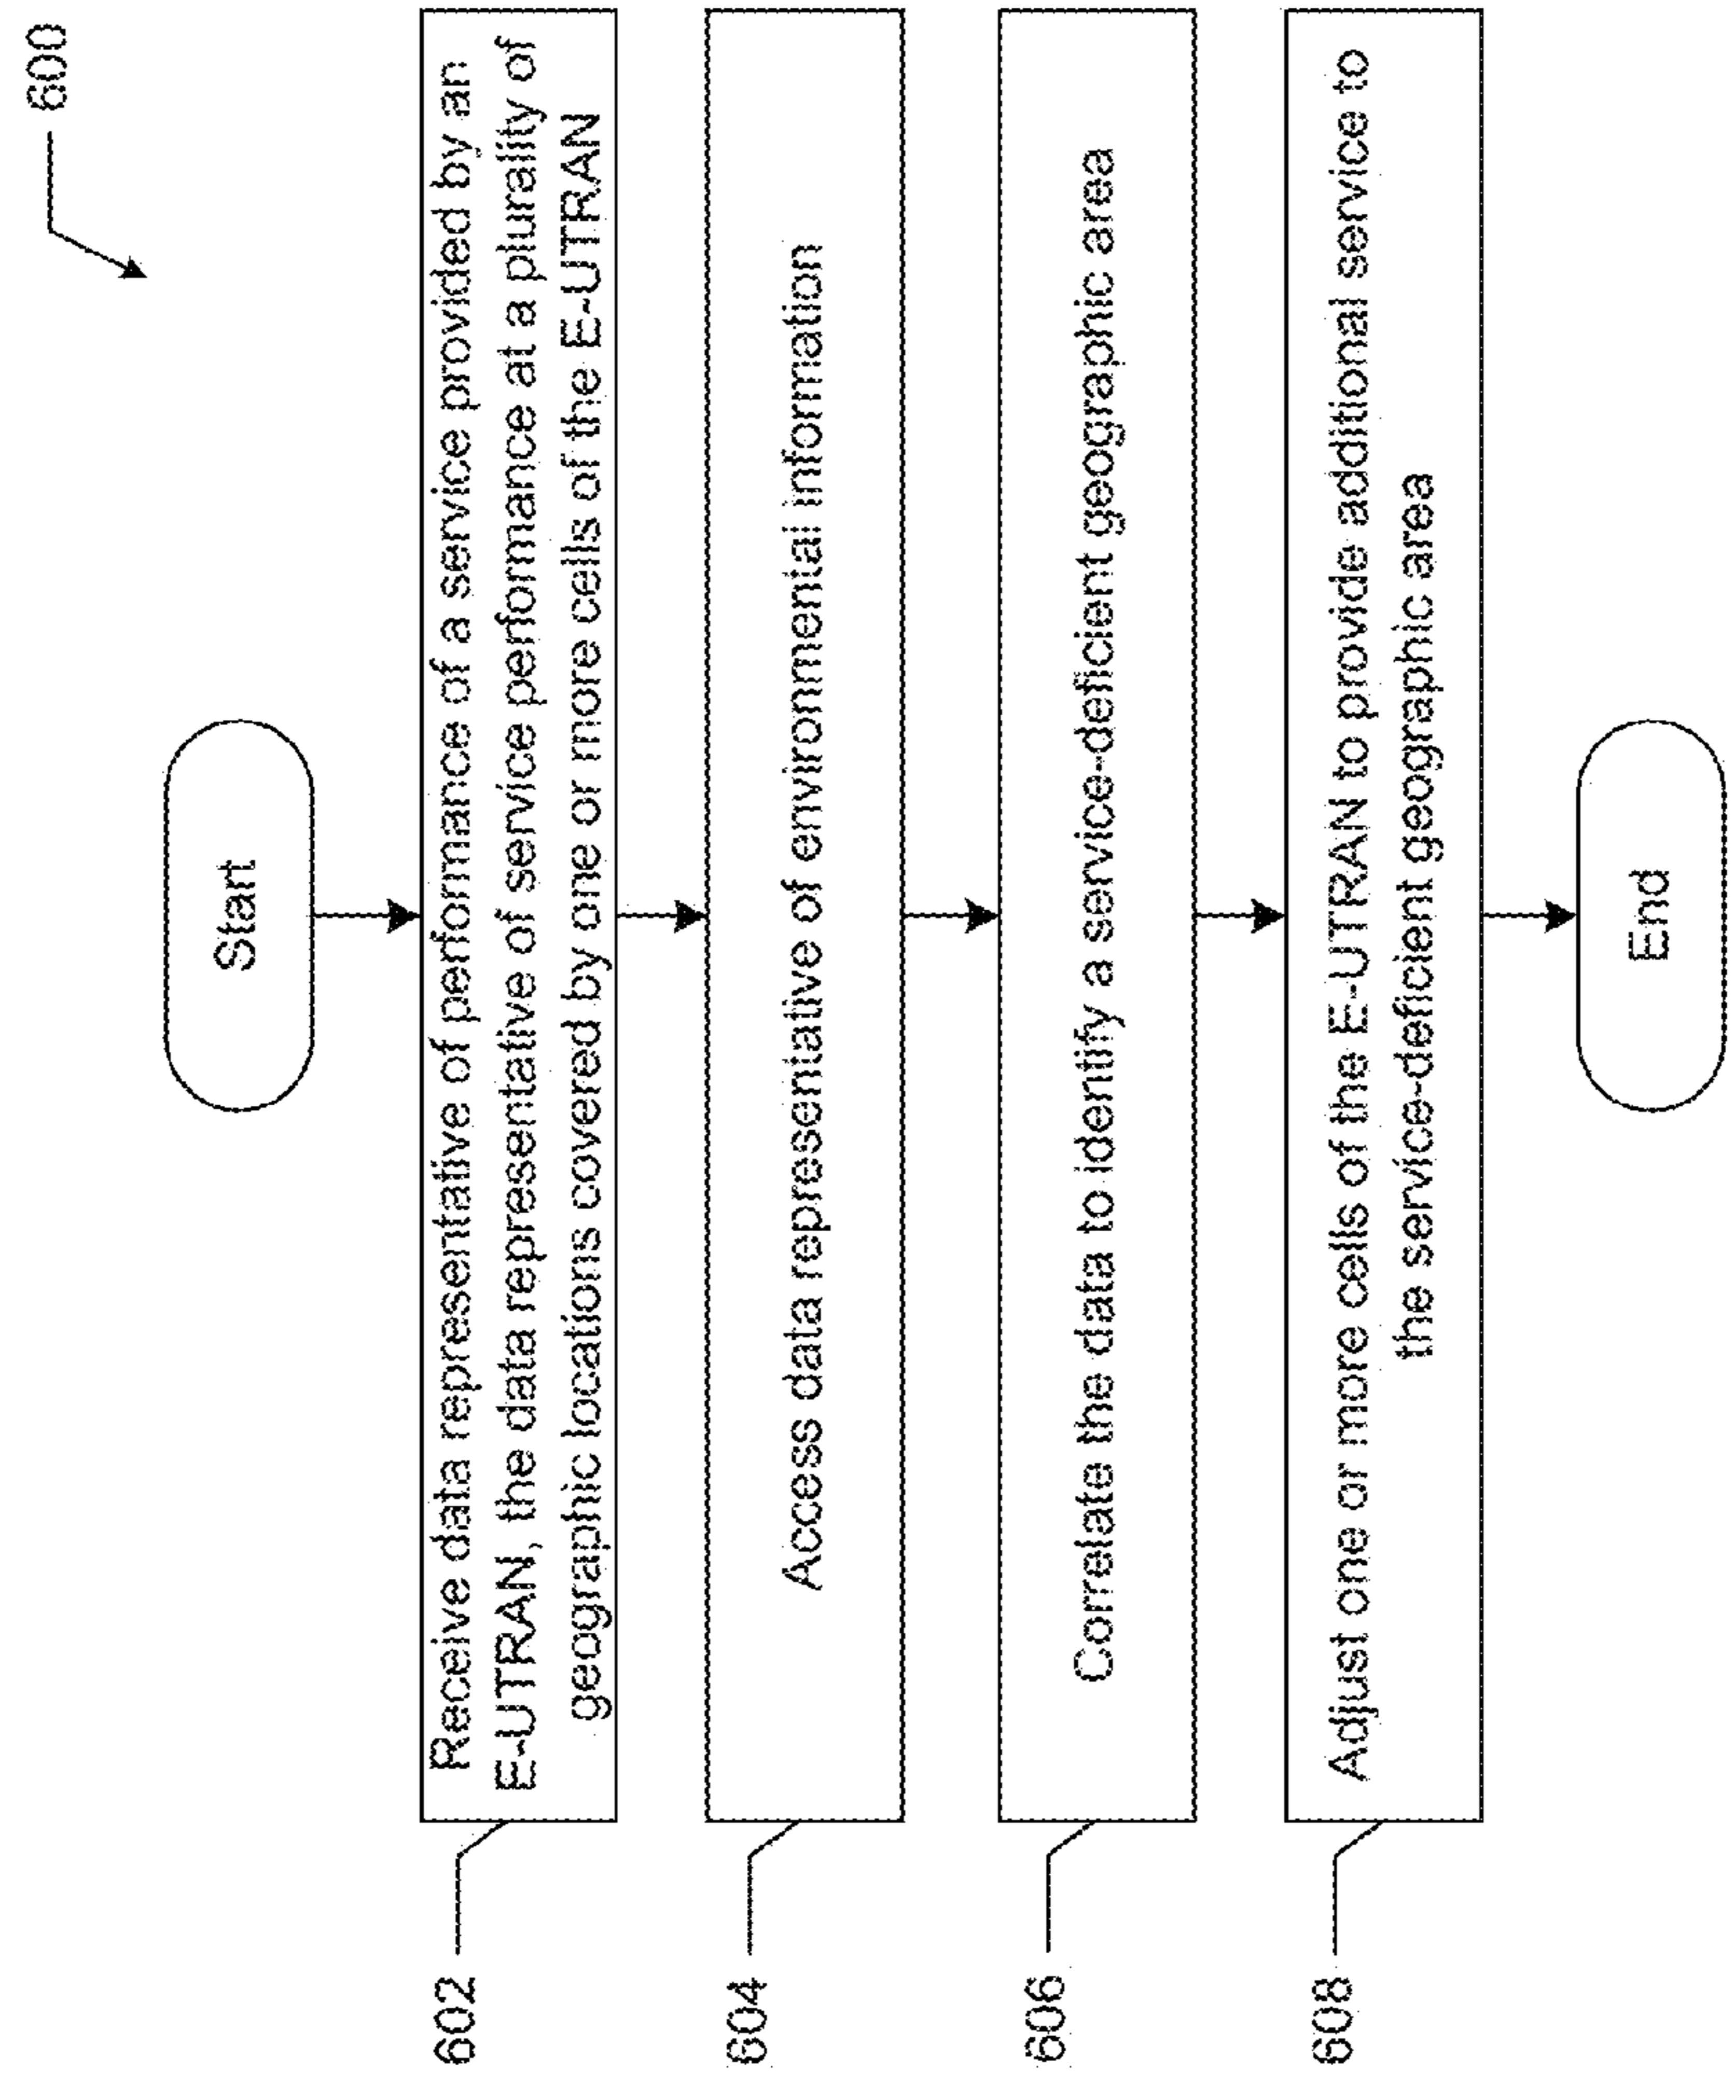 600
Start
602
Receive data representative of performance of a service provided by an
E-UTRAN, the data representative of service performance at a plurality of
geographic locations covered by one or more cells of the E-UTRAN
604
Access data representative of environmental information
606
Correlate the data to identify a service-deficient geographic area
608
Adjust one or more cells of the E-UTRAN to provide additional service to
the service-deficient geographic area
End